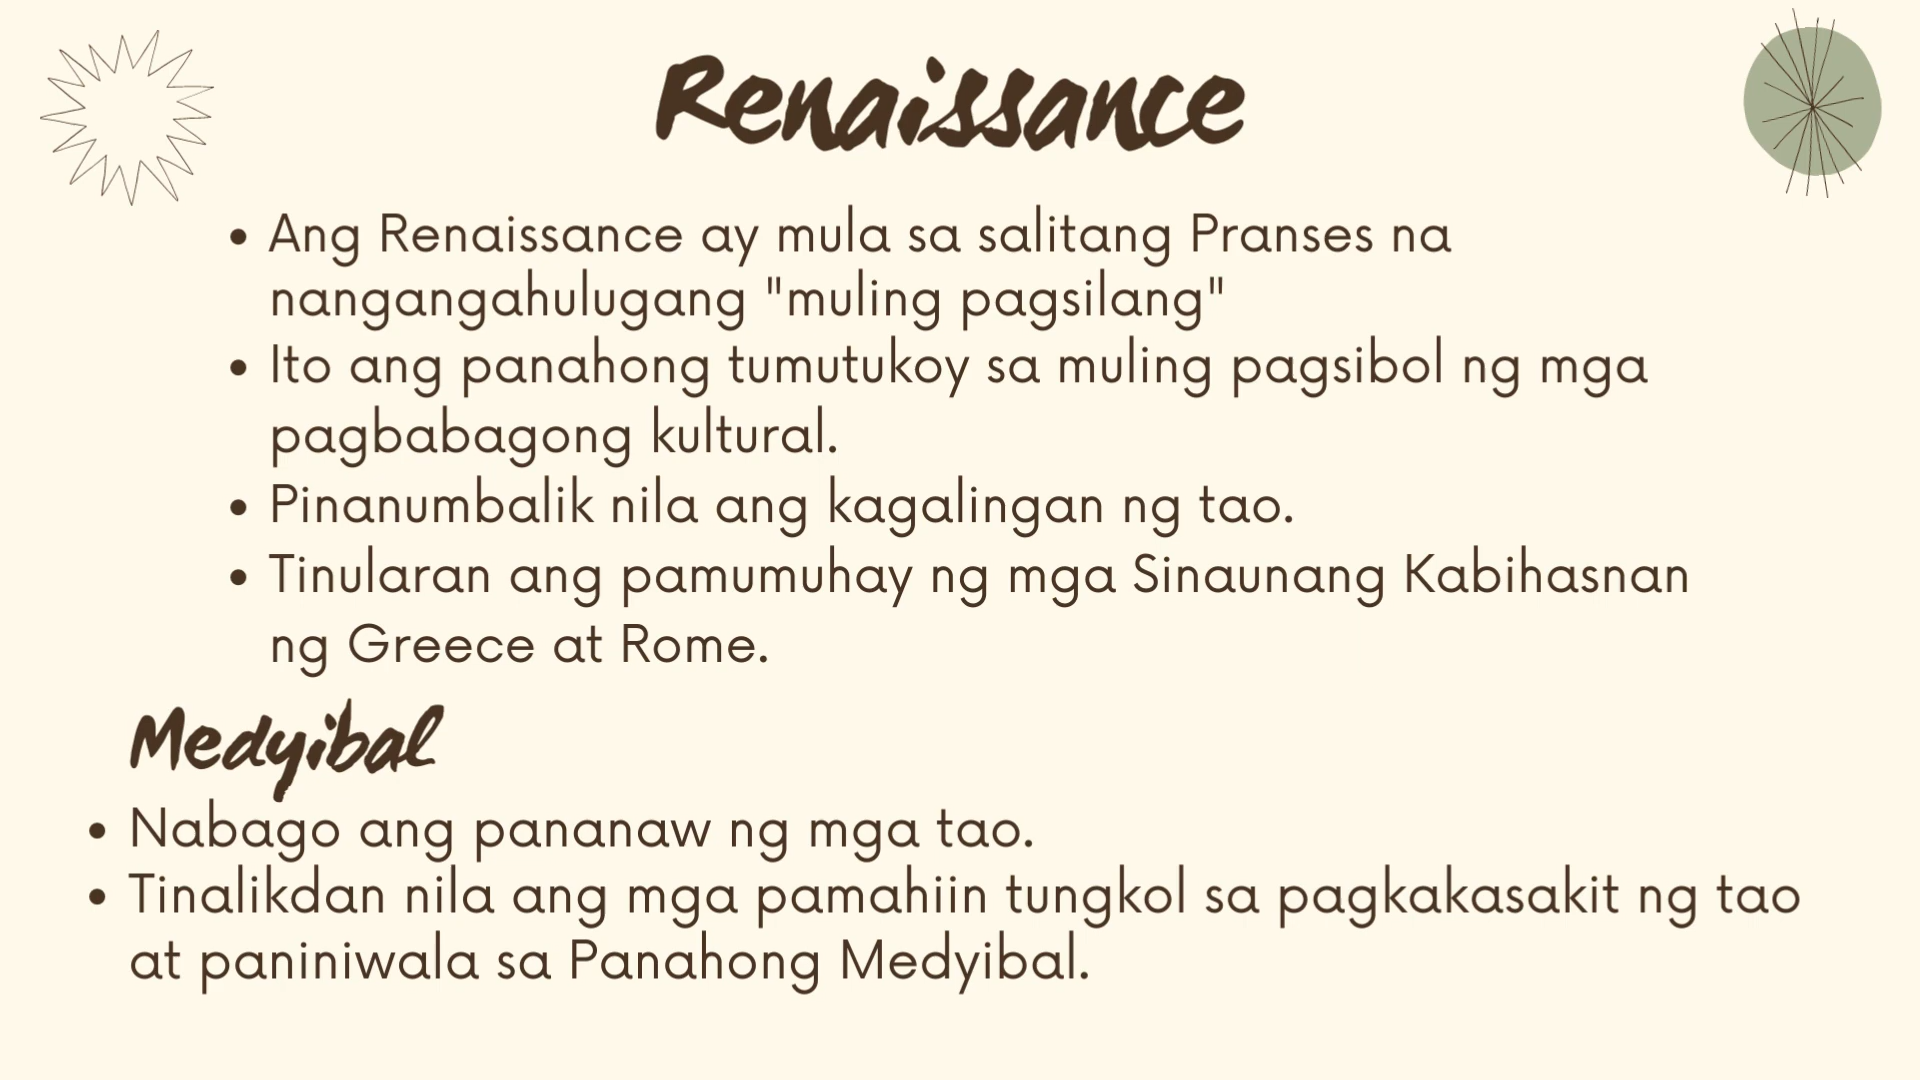 Renaissance
• Ang Renaissance ay mula sa salitang Pranses na
nangangahulugang "muling pagsilang"
• Ito ang panahong tumutukoy sa muling pagsibol ng mga
pagbabagong kultural.
• Pinanumbalik nila ang kagalingan ng tao.
• Tinularan ang pamumuhay ng mga Sinaunang Kabihasnan
ng Greece at Rome.
Medyibal
• Nabago ang pananaw ng mga tao.
• Tinalikdan nila ang mga pamahiin tungkol sa pagkakasakit ng tao
at paniniwala sa Panahong Medyibal.